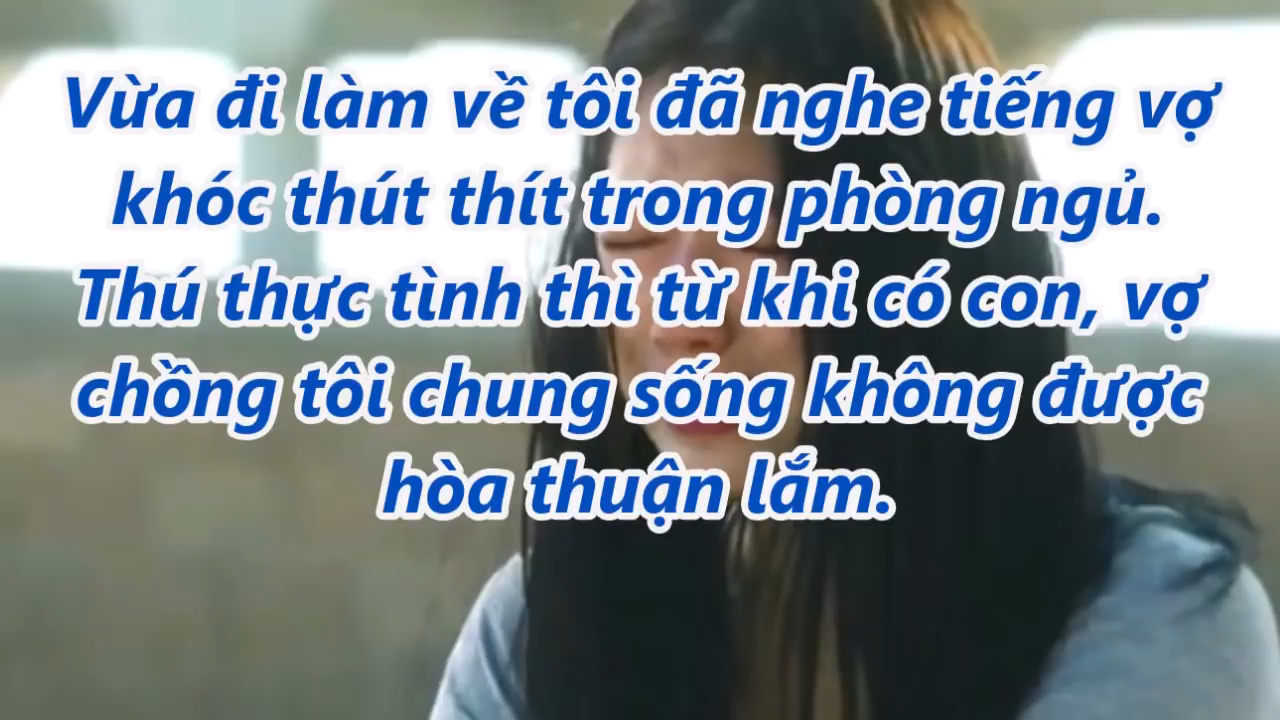 Vừa đi làm về tôi đã nghe tiếng vợ
khóc thút thít trong phòng ngủ.
Thú thực tình thì từ khi có con, vợ
chồng tôi chung sống không được
hòa thuận lắm.